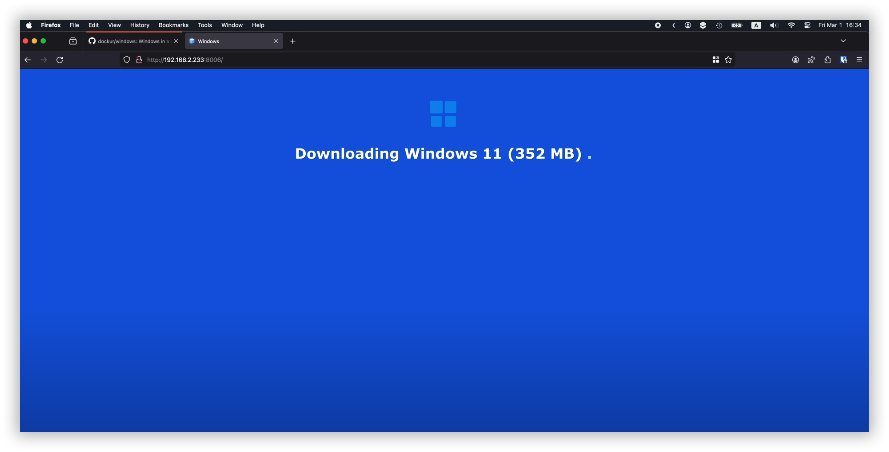 Firefox File Edit View History Bookmarks Tools Window Help A Fri Mar 1 16:34
dockur/windows: Windows in Windows
http://192.168.2.233:8006/
Downloading Windows 11 (352 MB) .